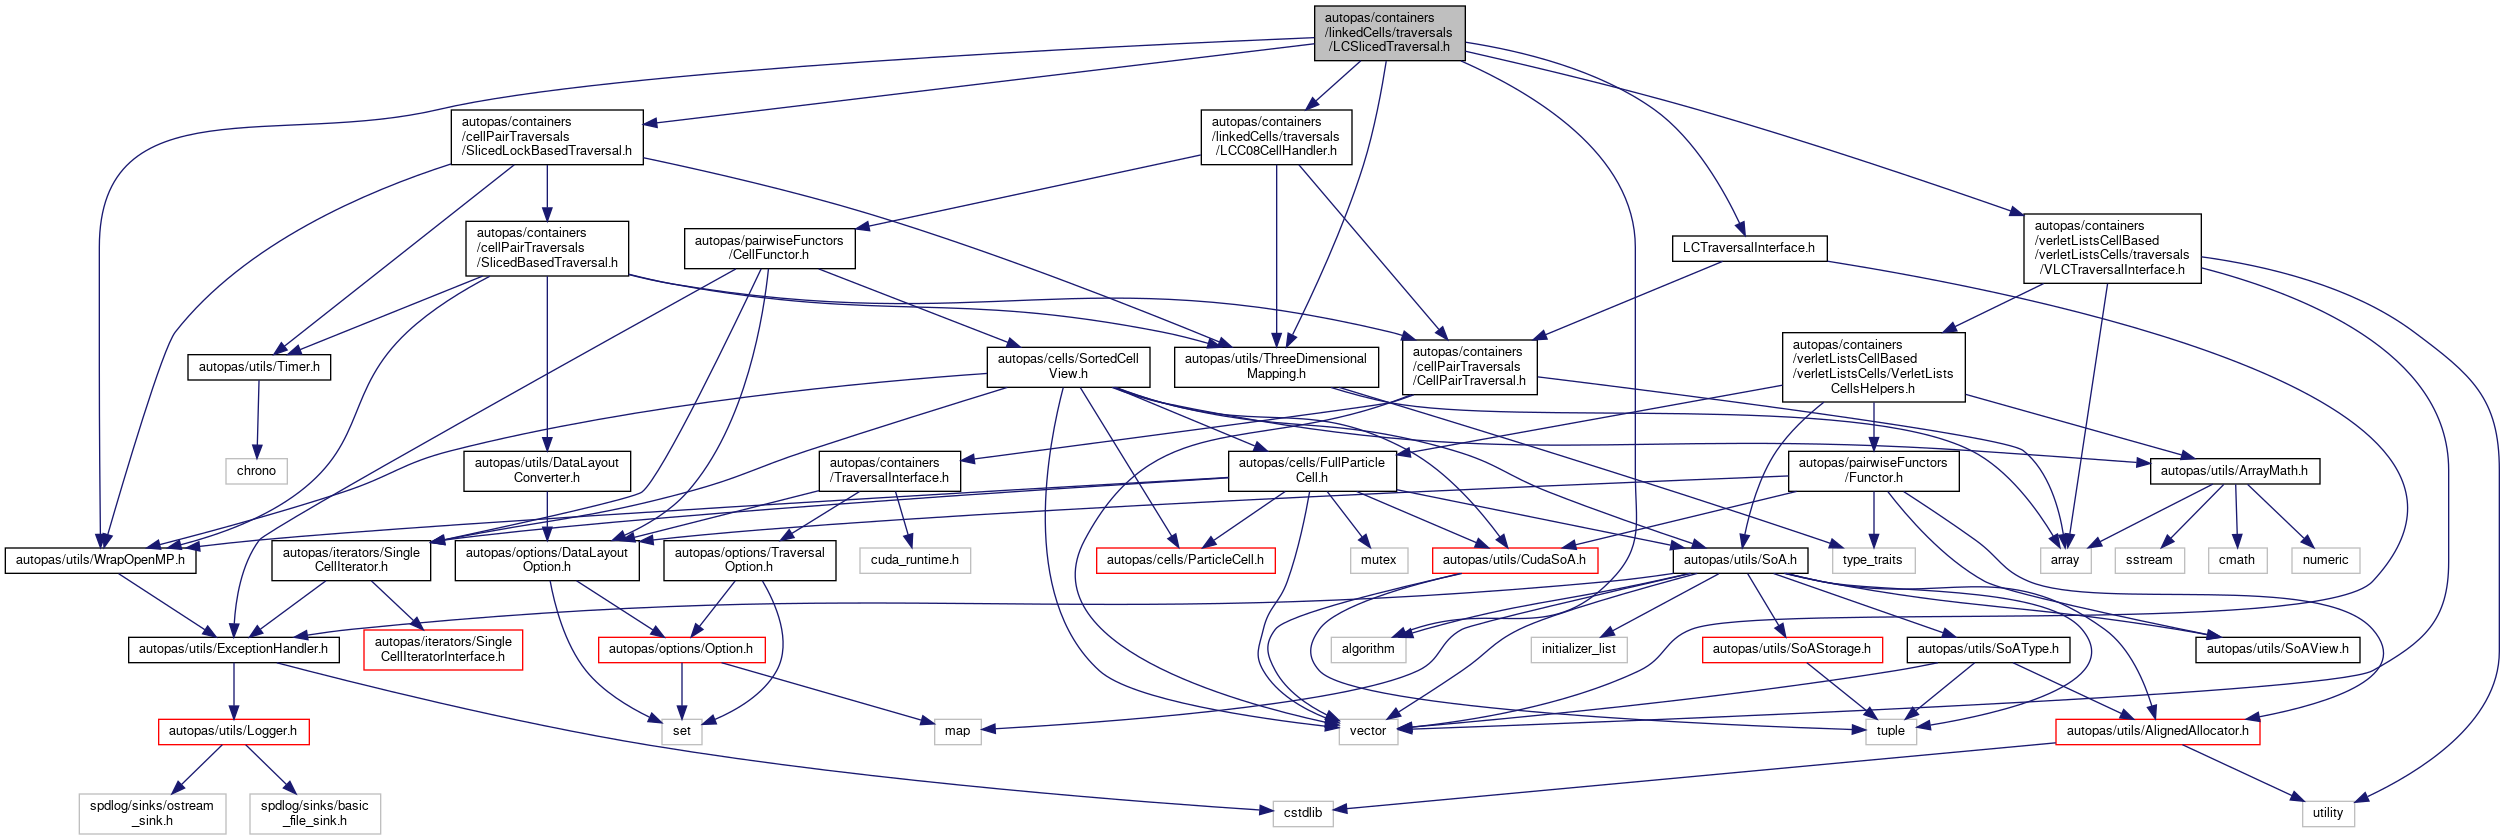 autopas/containers
/linkedCells/traversals
/LCSlicedTraversal.h
autopas/containers
/cellPairTraversals
/SlicedLockBasedTraversal.h
autopas/containers
/linkedCells/traversals
/LCC08CellHandler.h
autopas/containers
/cellPairTraversals
/SlicedBasedTraversal.h
autopas/pairwiseFunctors
/CellFunctor.h
LCTraversalInterface.h
autopas/containers
/verletListsCellBased
/verletListsCells/traversals
/VLCTraversalInterface.h
autopas/utils/Timer.h
autopas/cells/SortedCell
View.h
autopas/utils/ThreeDimensional
Mapping.h
autopas/containers
/cellPairTraversals
/CellPairTraversal.h
autopas/containers
/verletListsCellBased
/verletListsCells/VerletLists
CellsHelpers.h
chrono
autopas/utils/DataLayout
Converter.h
autopas/containers
/TraversalInterface.h
autopas/cells/FullParticle
Cell.h
autopas/pairwiseFunctors
/Functor.h
autopas/utils/ArrayMath.h
autopas/utils/WrapOpenMP.h
autopas/iterators/Single
CellIterator.h
autopas/options/DataLayout
Option.h
autopas/options/Traversal
Option.h
cuda_runtime.h
autopas/cells/ParticleCell.h
mutex
autopas/utils/CudaSoA.h
autopas/utils/SoA.h
type_traits
array
sstream
cmath
numeric
autopas/utils/ExceptionHandler.h
autopas/iterators/Single
CellIteratorInterface.h
autopas/options/Option.h
algorithm
initializer_list
autopas/utils/SoAStorage.h
autopas/utils/SoAType.h
autopas/utils/SoAView.h
autopas/utils/Logger.h
set
map
vector
tuple
autopas/utils/AlignedAllocator.h
spdlog/sinks/ostream
_sink.h
spdlog/sinks/basic
_file_sink.h
cstdlib
utility